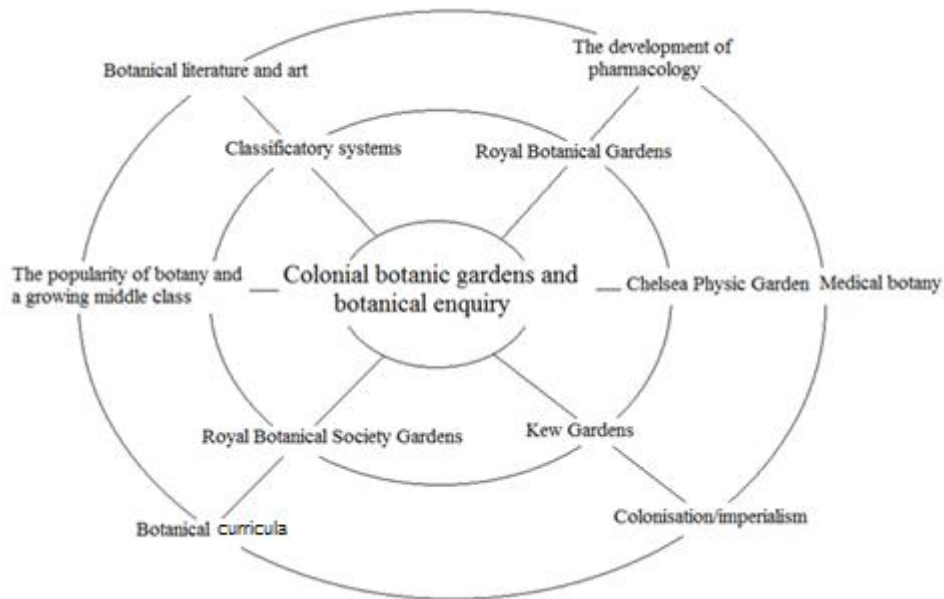 The development of
pharmacology
Botanical literature and art
Classificatory systems
Royal Botanical Gardens
The popularity of botany and
a growing middle class
Colonial botanic gardens and
botanical enquiry
Chelsea Physic Garden
Medical botany
Royal Botanical Society Gardens
Kew Gardens
Botanical curricula
Colonisation/imperialism